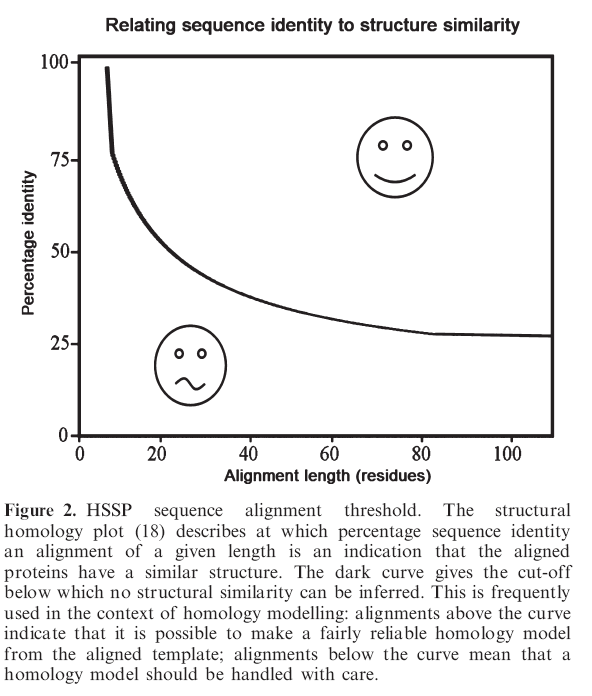 Relating sequence identity to structure similarity
100
75
50
25
0
Percentage identity
0 20 40 60 80 100
Alignment length (residues)
Figure 2. HSSP sequence alignment threshold. The structural
homology plot (18) describes at which percentage sequence identity
an alignment of a given length is an indication that the aligned
proteins have a similar structure. The dark curve gives the cut-off
below which no structural similarity can be inferred. This is frequently
used in the context of homology modelling: alignments above the curve
indicate that it is possible to make a fairly reliable homology model
from the aligned template; alignments below the curve mean that a
homology model should be handled with care.